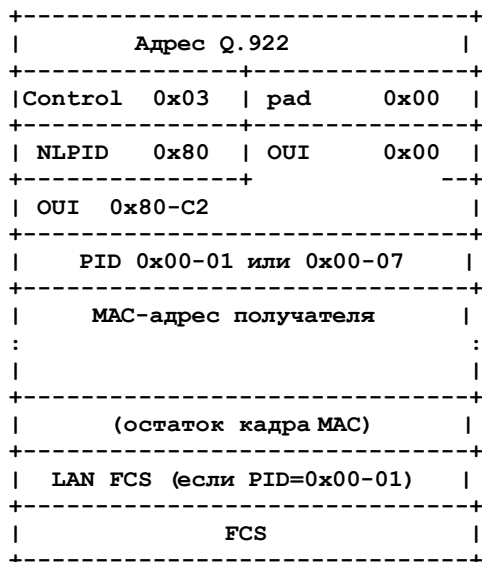 +-------------------------------+
|        Адрес Q.922            |
+---------------+---------------+
|Control  0x03  | pad     0x00  |
+---------------+---------------+
| NLPID   0x80  | OUI     0x00  |
+---------------+             --+
| OUI  0x80-C2                  |
+-------------------------------+
|    PID 0x00-01 или 0x00-07    |
+-------------------------------+
|     MAC-адрес получателя      |
:                               :
|                               |
+-------------------------------+
|      (остаток кадра MAC)      |
+-------------------------------+
|  LAN FCS (если PID=0x00-01)   |
+-------------------------------+
|              FCS              |
+-------------------------------+